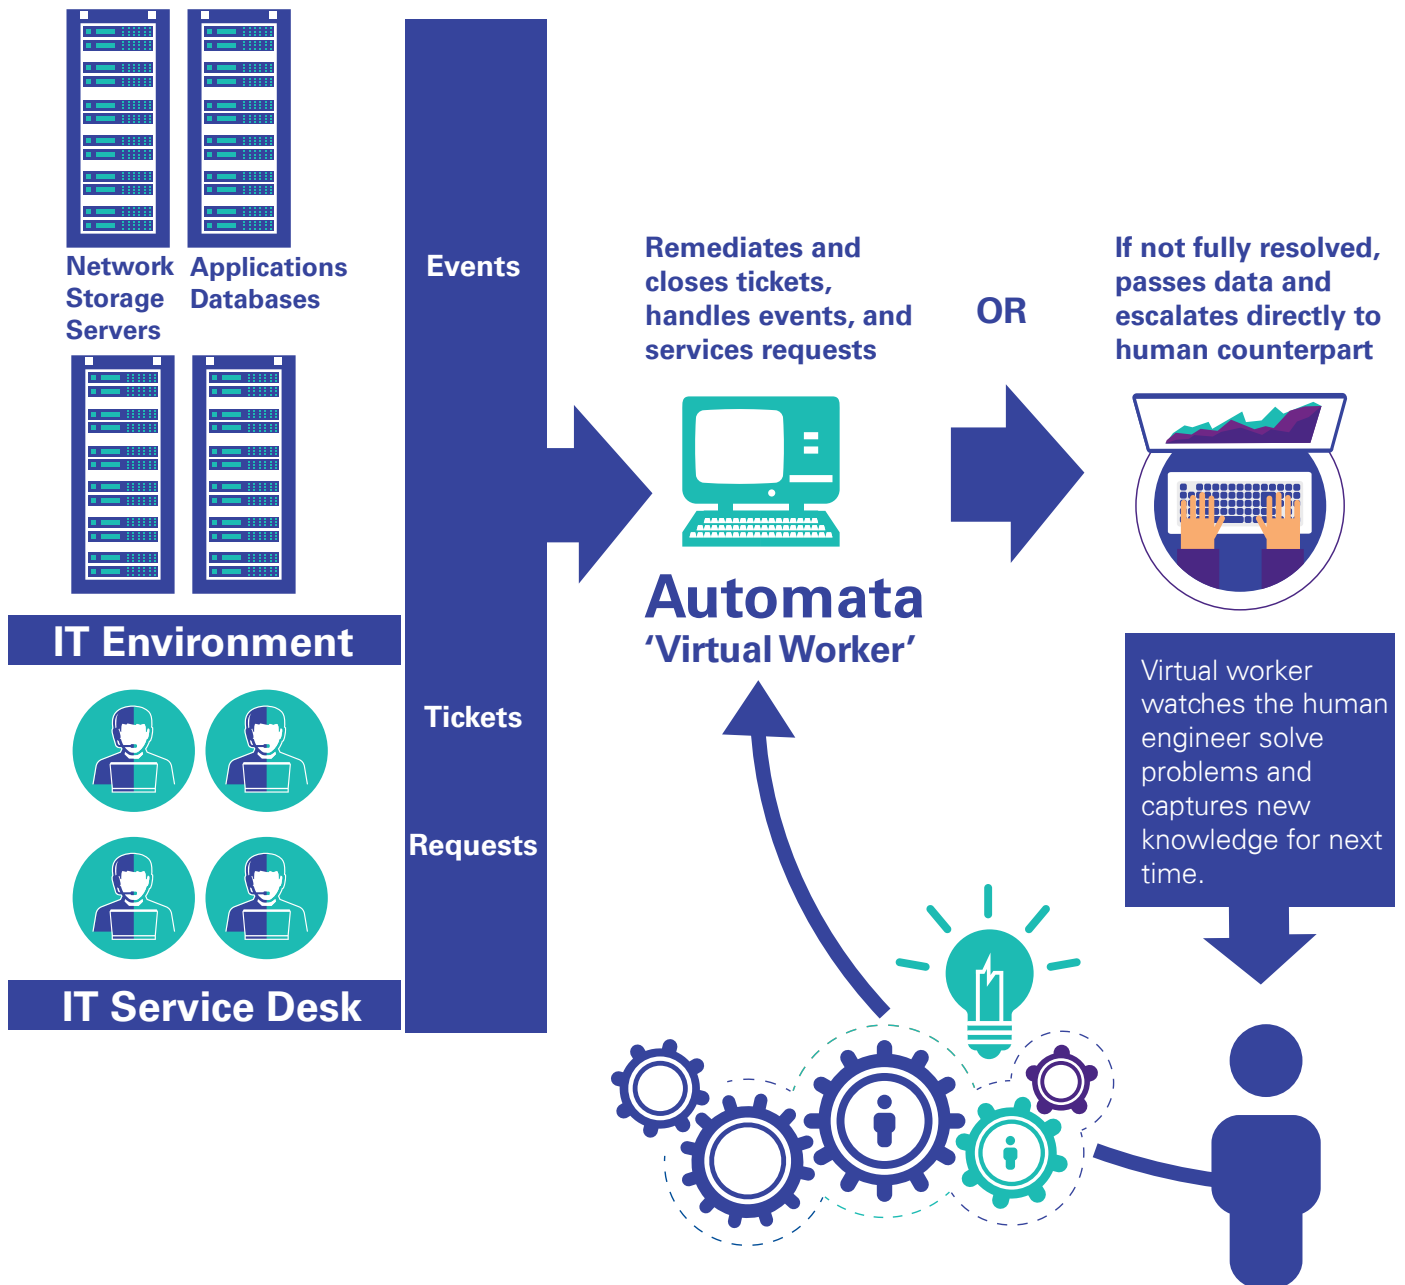 Network
Storage
Servers
Applications
Databases
IT Environment
IT Service Desk
Events
Tickets
Requests
Remediates and
closes tickets,
handles events, and
services requests
Automata
‘Virtual Worker’
OR
If not fully resolved,
passes data and
escalates directly to
human counterpart
Virtual worker
watches the human
engineer solve
problems and
captures new
knowledge for next
time.